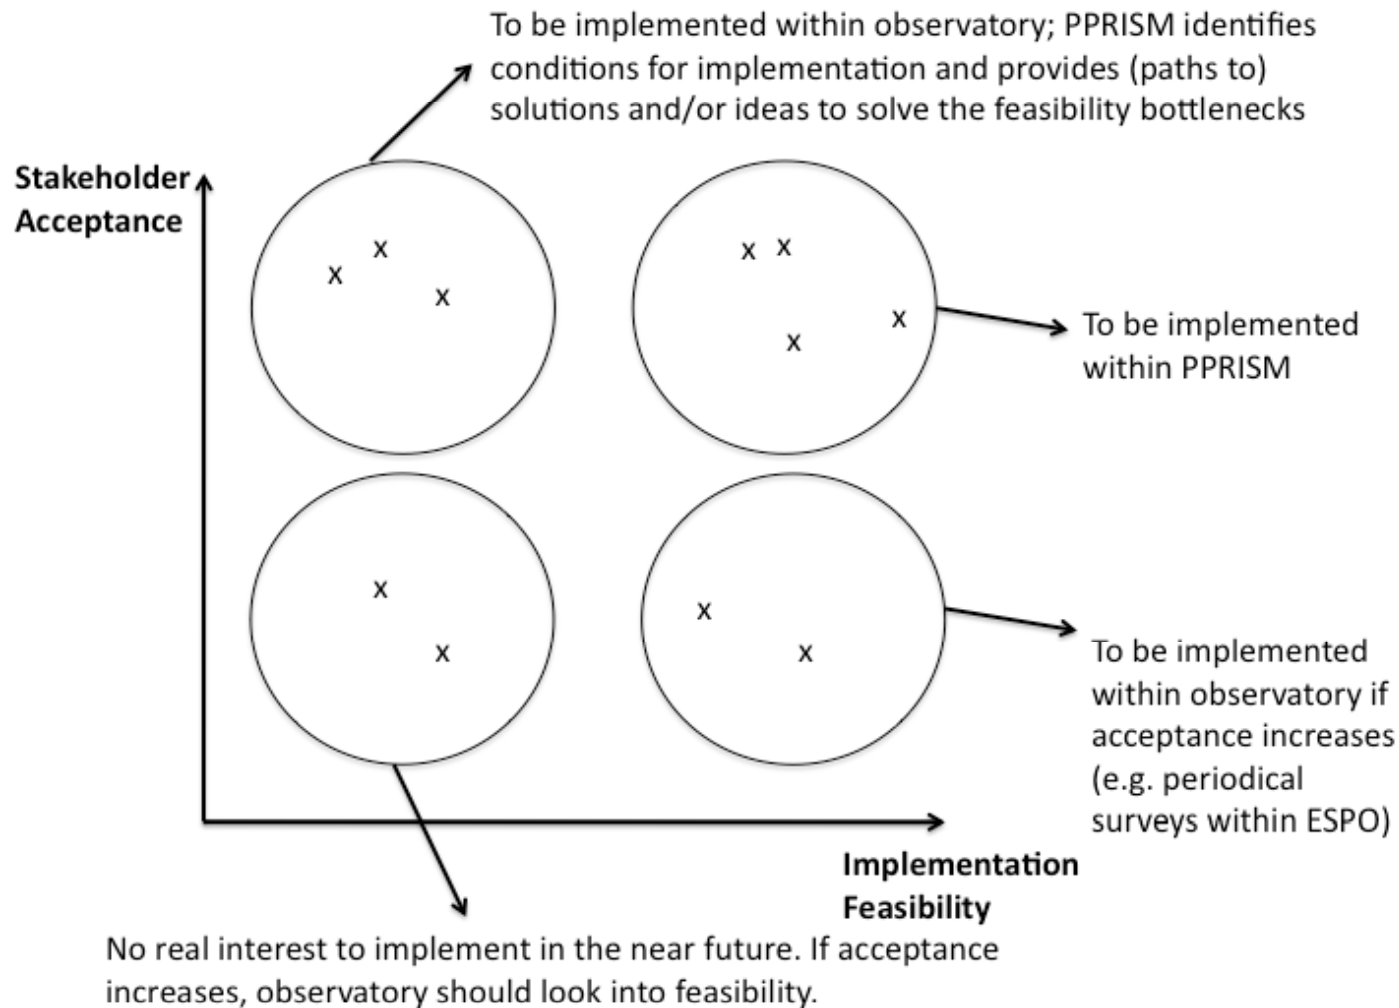 To be implemented within observatory; PPRISM identifies
conditions for implementation and provides (paths to)
solutions and/or ideas to solve the feasibility bottlenecks
Stakeholder
Acceptance
x
x
x
x
x
x
x
To be implemented
within PPRISM
x
x
x
x
To be implemented
within observatory if
acceptance increases
(e.g. periodical
surveys within ESPO)
Implementation
Feasibility
No real interest to implement in the near future. If acceptance
increases, observatory should look into feasibility.